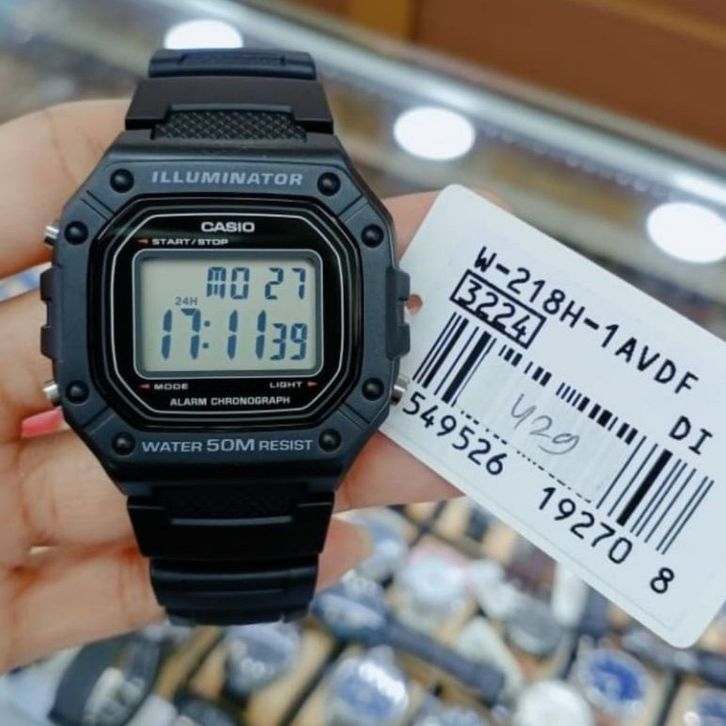 ILLUMINATOR
CASIO
START/STOP
MO 27
24H
17:11 39
MODE LIGHT
ALARM CHRONOGRAPH
WATER 50M RESIST
W-218H-1AVDF
3224 DI
429
549526 19270 8